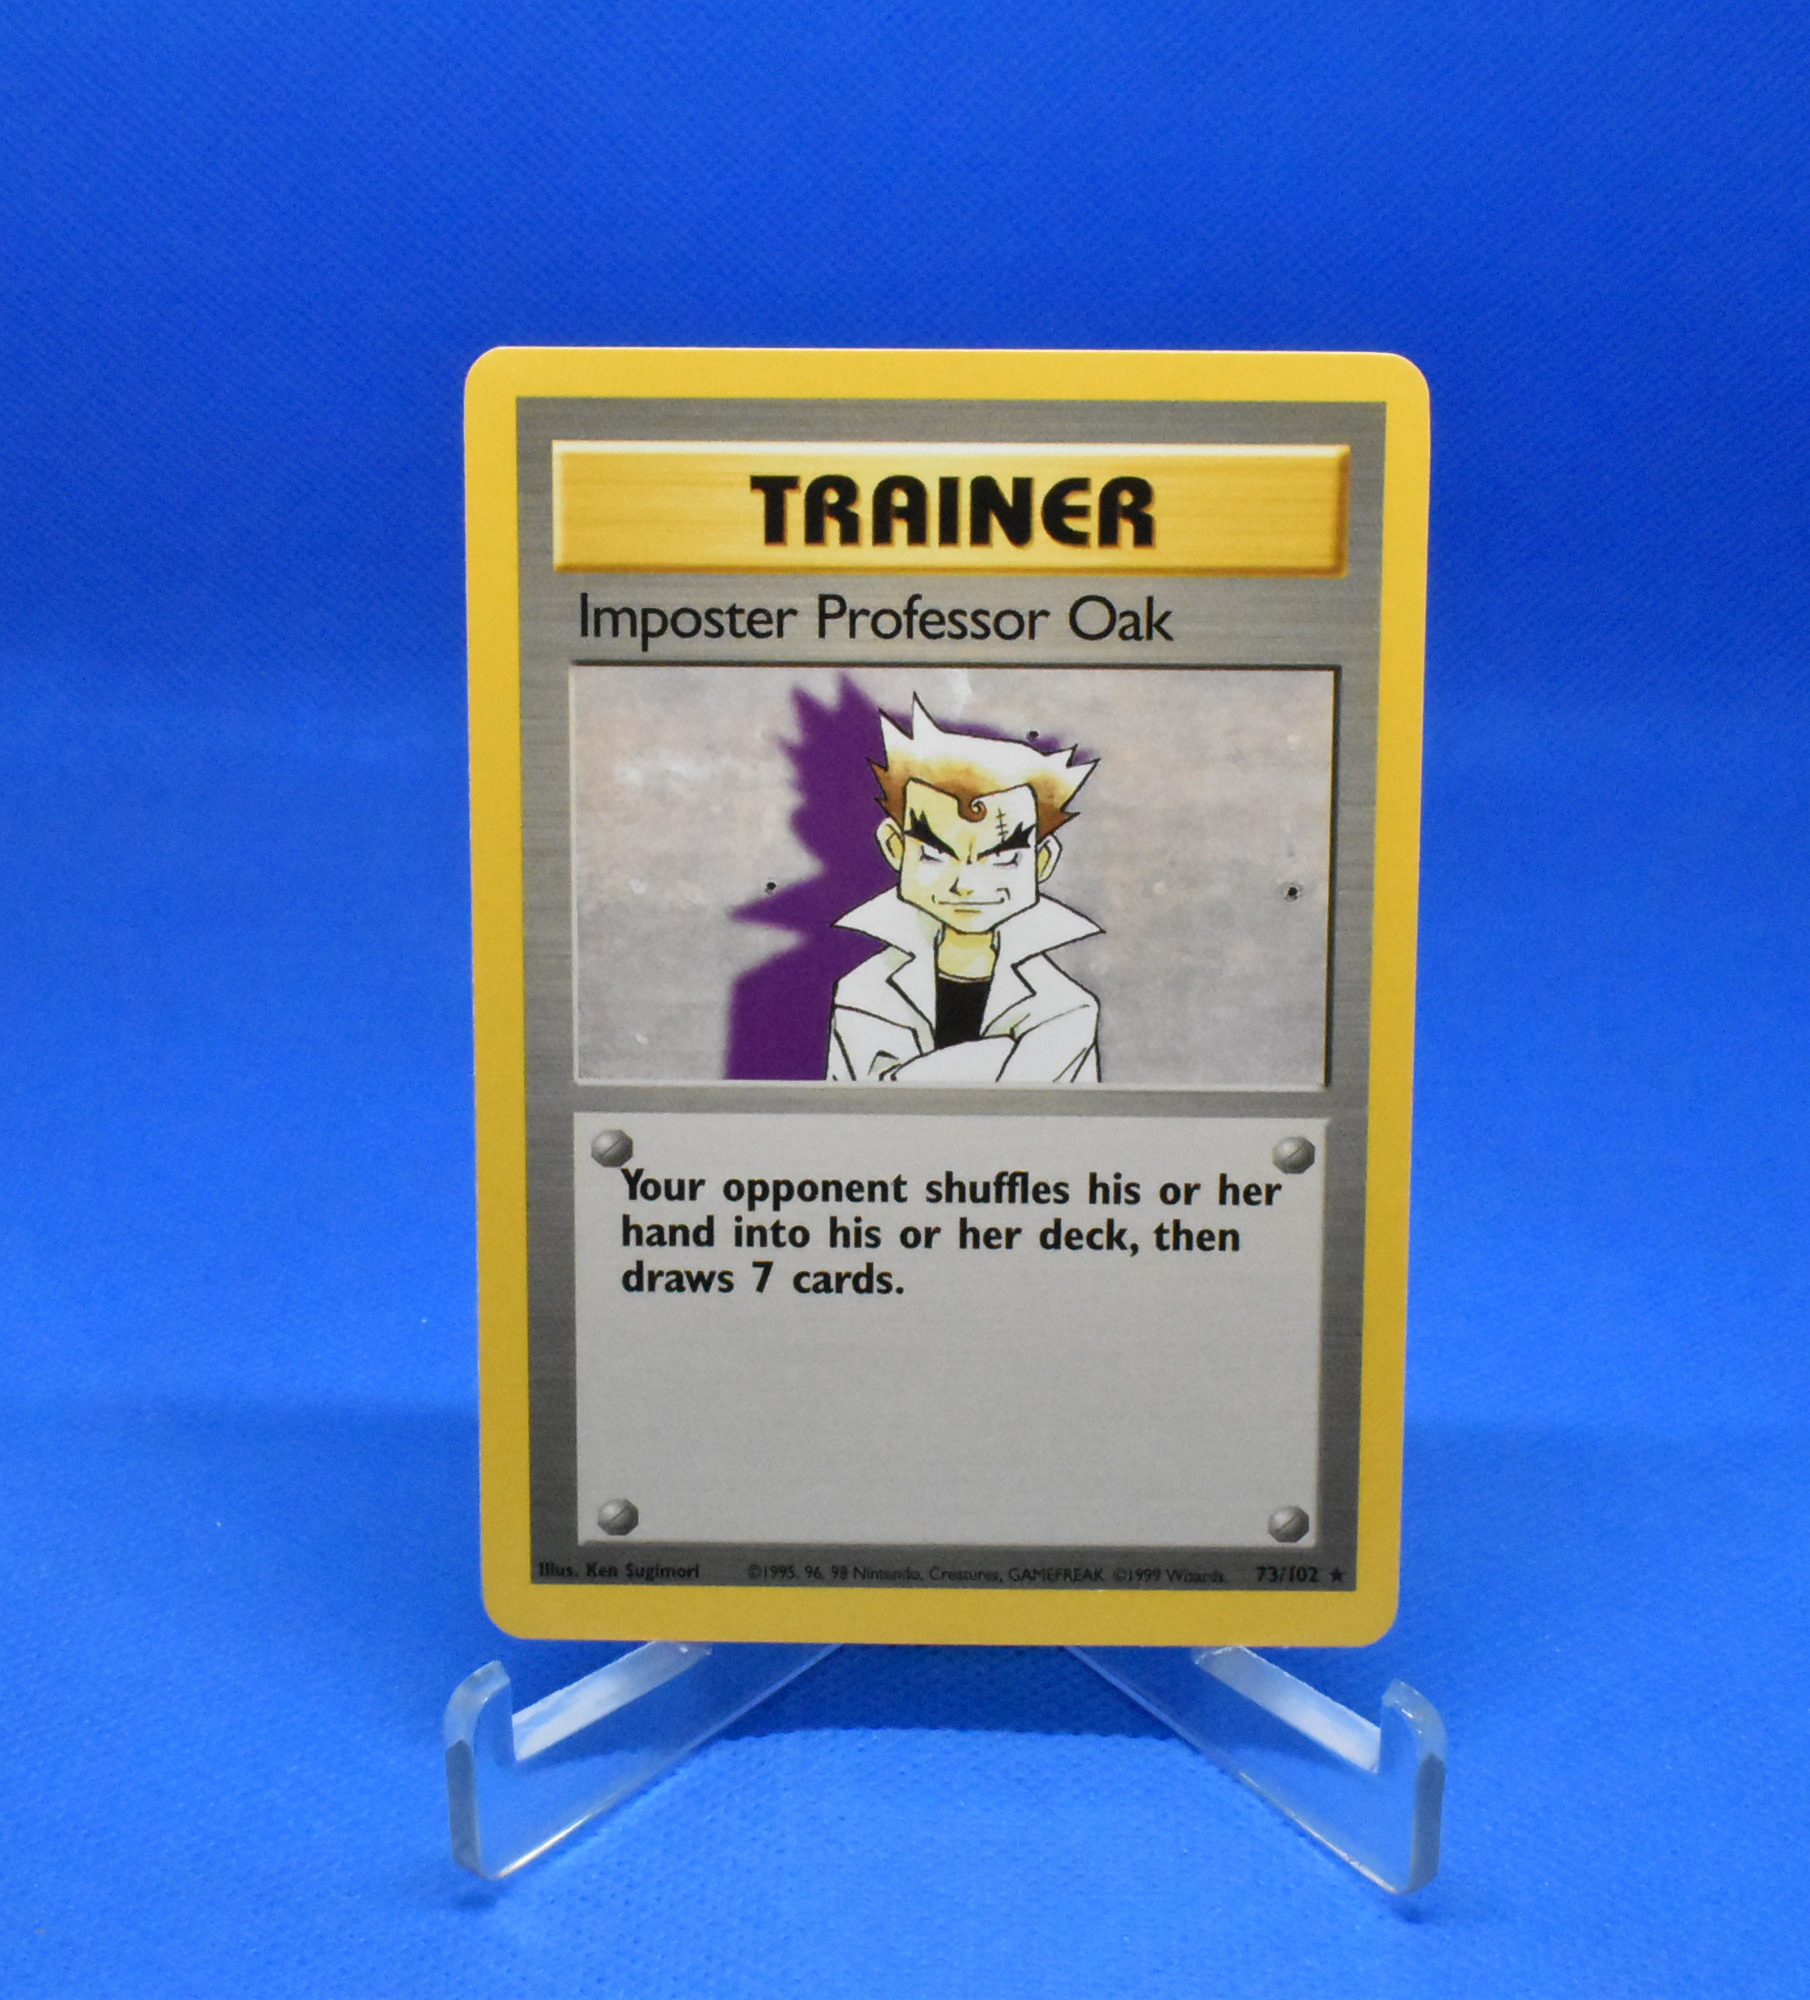 TRAINER
Imposter Professor Oak
Your opponent shuffles his or her
hand into his or her deck, then
draws 7 cards.
Illus. Ken Sugimori ©1995, 96, 98 Nintendo, Creatures, GAMEFREAK. ©1999 Wizards. 73/102 ★